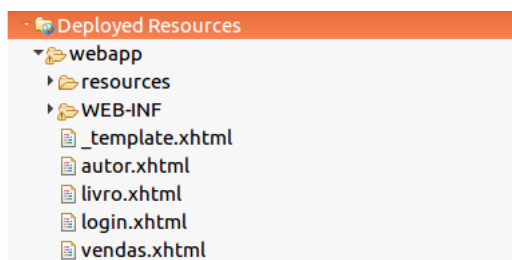 Deployed Resources
webapp
resources
WEB-INF
_template.xhtml
autor.xhtml
livro.xhtml
login.xhtml
vendas.xhtml